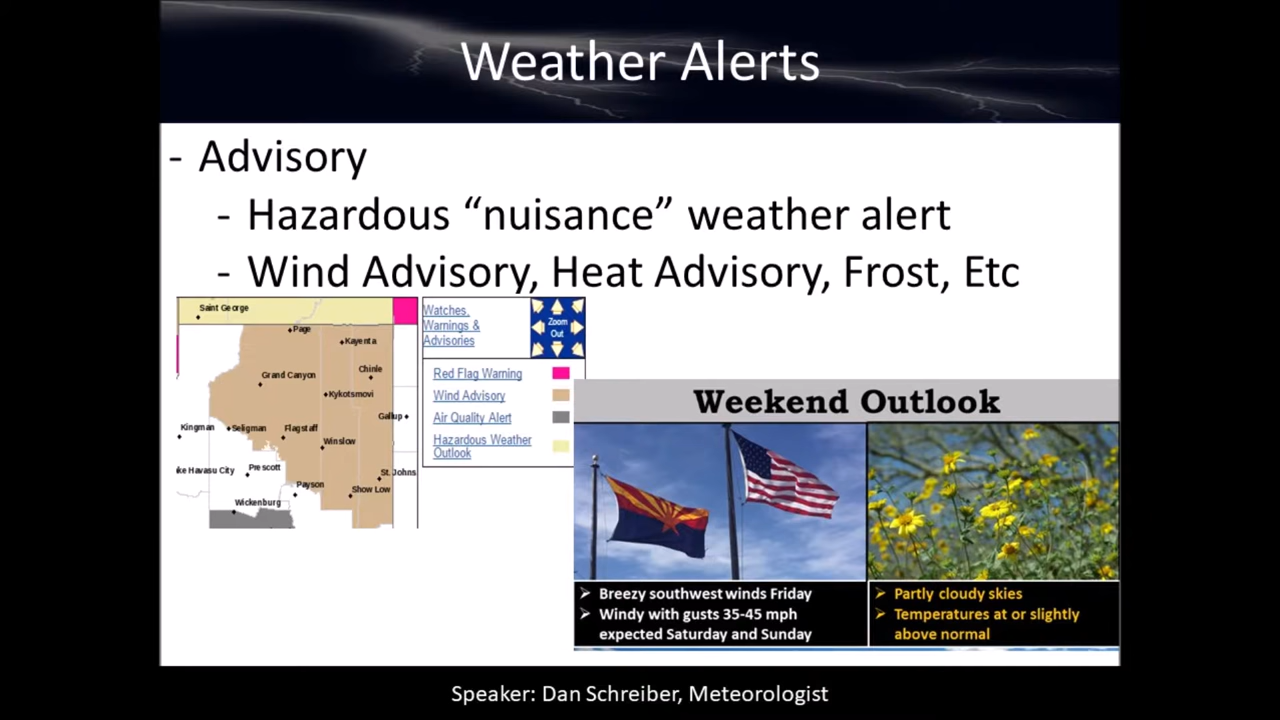 Weather Alerts
- Advisory
- Hazardous “nuisance” weather alert
- Wind Advisory, Heat Advisory, Frost, Etc
Saint George
Page
Kayenta
Chinle
Grand Canyon
Kykotsmovi
Gallup
Kingman
Seligman
Flagstaff
Winslow
ke Havasu City
Prescott
St. Johns
Payson
Show Low
Wickenburg
Watches,
Warnings &
Advisories
Zoom
Out
Red Flag Warning
Wind Advisory
Air Quality Alert
Hazardous Weather
Outlook
Weekend Outlook
➢ Breezy southwest winds Friday
➢ Windy with gusts 35-45 mph
expected Saturday and Sunday
➢ Partly cloudy skies
➢ Temperatures at or slightly
above normal
Speaker: Dan Schreiber, Meteorologist